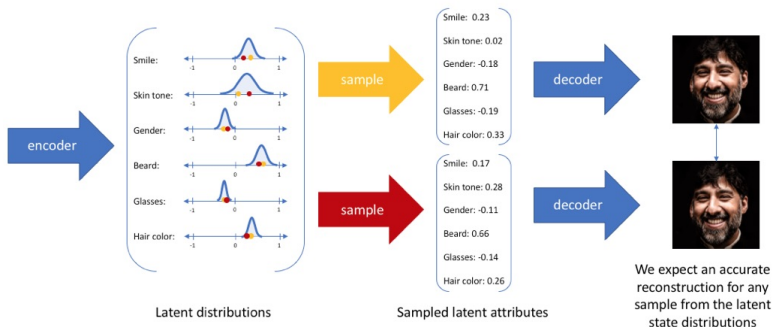 encoder
Smile:
-1 0 1
Skin tone:
-1 0 1
Gender:
-1 0 1
Beard:
-1 0 1
Glasses:
-1 0 1
Hair color:
-1 0 1
Latent distributions
sample
sample
Smile: 0.23
Skin tone: 0.02
Gender: -0.18
Beard: 0.71
Glasses: -0.19
Hair color: 0.33
Smile: 0.17
Skin tone: 0.28
Gender: -0.11
Beard: 0.66
Glasses: -0.14
Hair color: 0.26
Sampled latent attributes
decoder
decoder
We expect an accurate
reconstruction for any
sample from the latent
state distributions